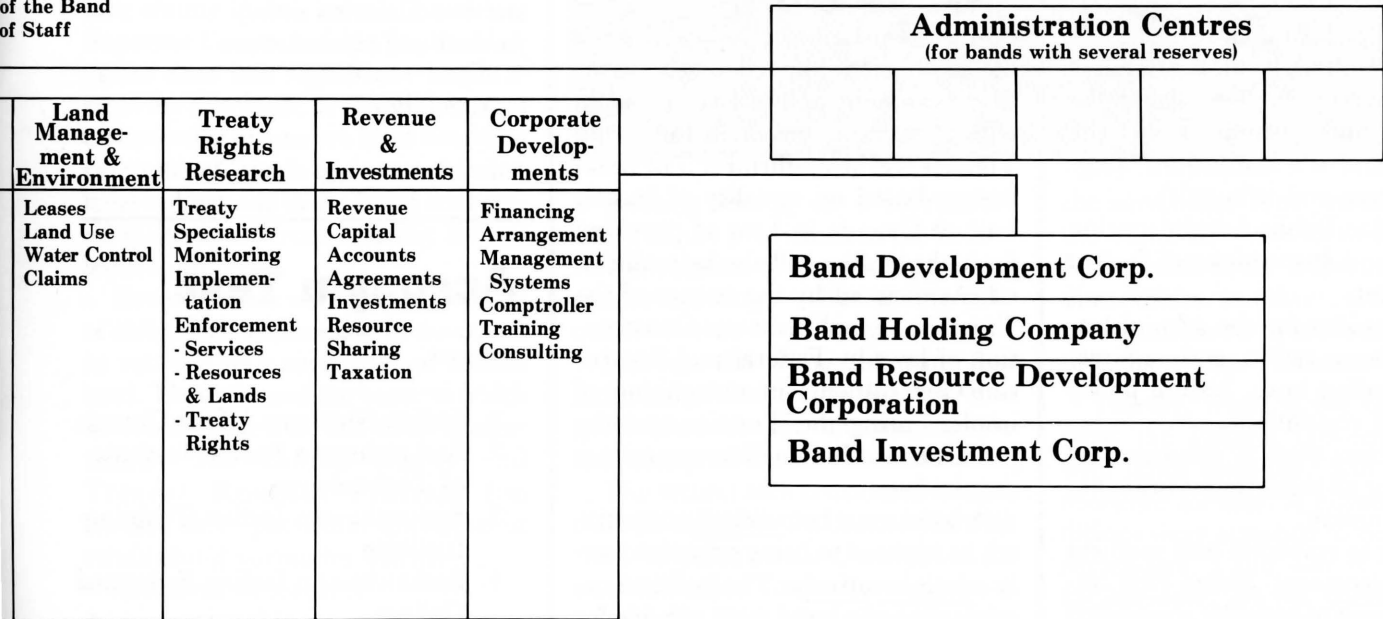 of the Band
of Staff
Administration Centres
(for bands with several reserves)
Land
Manage-
ment &
Environment
Leases
Land Use
Water Control
Claims
Treaty
Rights
Research
Treaty
Specialists
Monitoring
Implemen-
tation
Enforcement
- Services
- Resources
& Lands
- Treaty
Rights
Revenue
&
Investments
Revenue
Capital
Accounts
Agreements
Investments
Resource
Sharing
Taxation
Corporate
Develop-
ments
Financing
Arrangement
Management
Systems
Comptroller
Training
Consulting
Band Development Corp.
Band Holding Company
Band Resource Development
Corporation
Band Investment Corp.